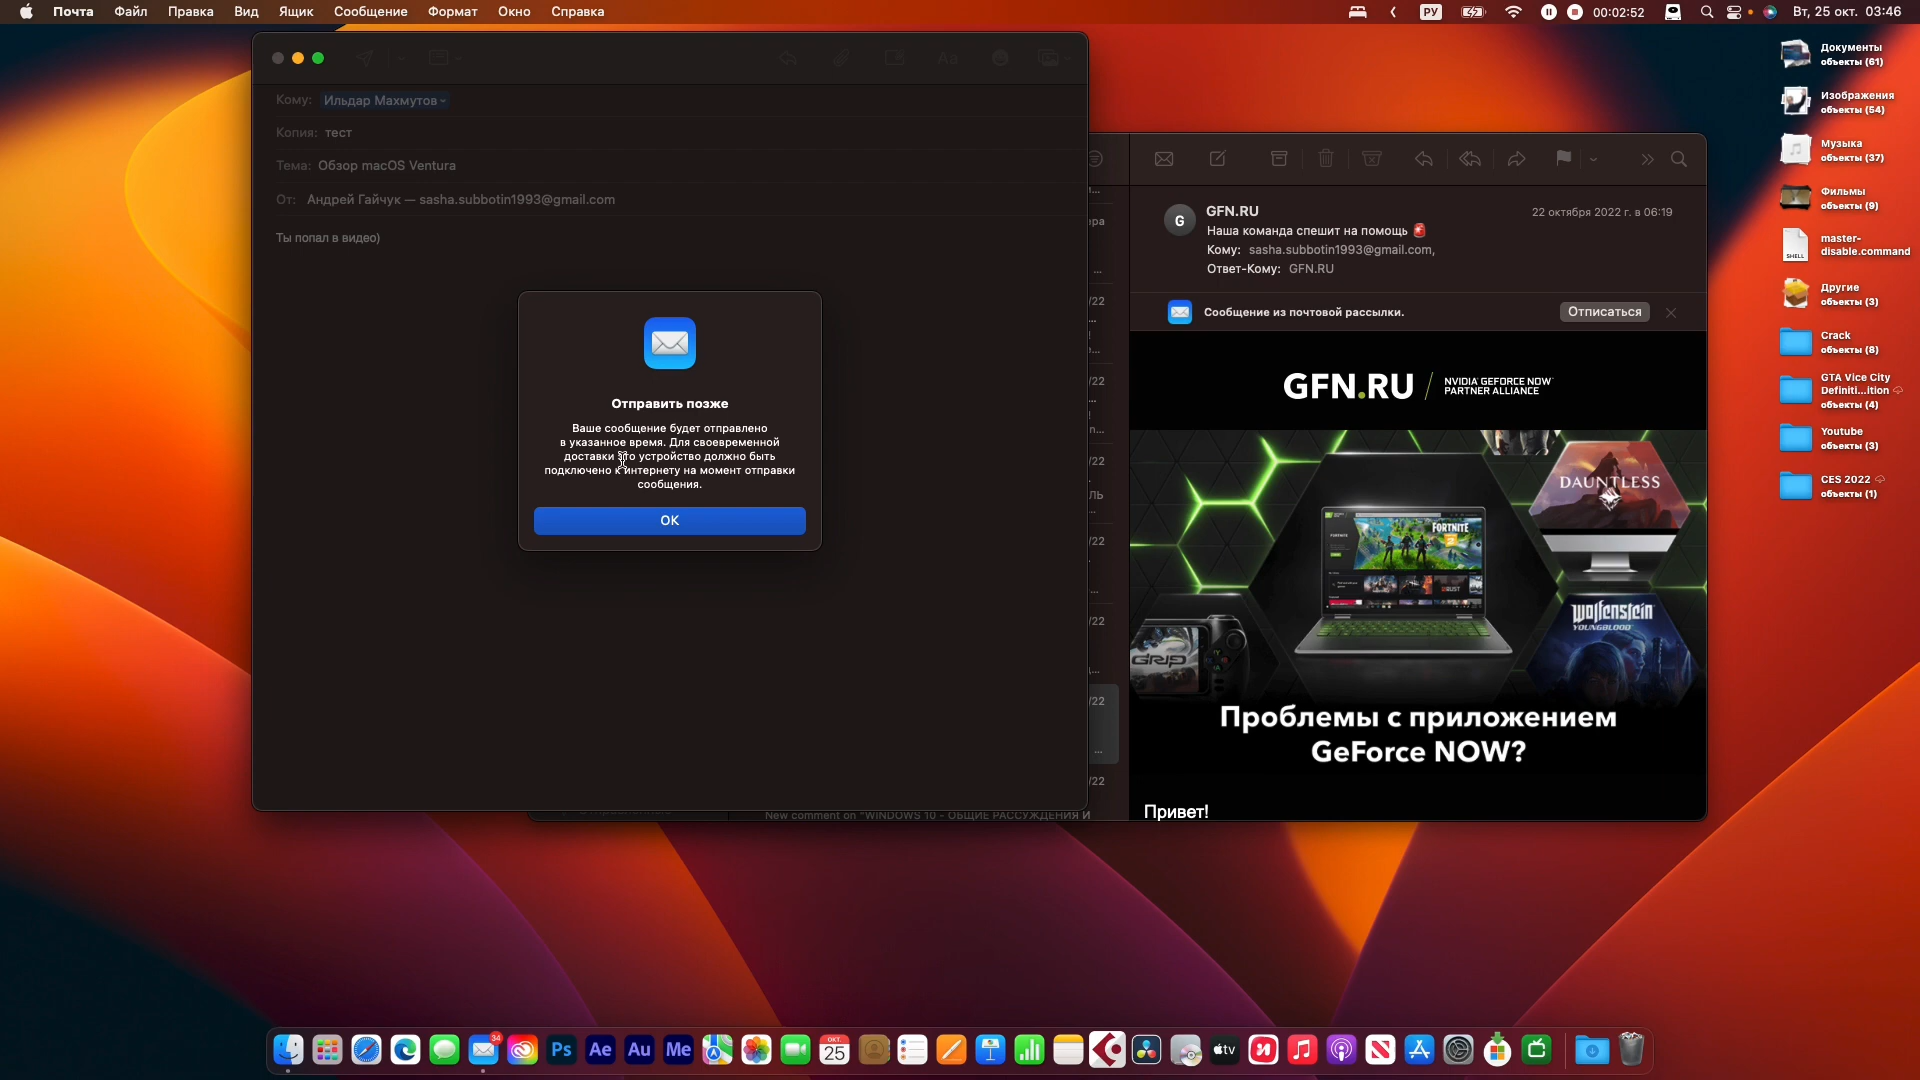 Почта Файл Правка Вид Ящик Сообщение Формат Окно Справка
РУ 00:02:52 Вт, 25 окт. 03:46
Кому: Ильдар Махмутов
Копия: тест
Тема: Обзор macOS Ventura
От: Андрей Гайчук — sasha.subbotin1993@gmail.com
Ты попал в видео)
Отправить позже
Ваше сообщение будет отправлено
в указанное время. Для своевременной
доставки это устройство должно быть
подключено к интернету на момент отправки
сообщения.
OK
New comment on "WINDOWS 10 - ОБЩИЕ РАССУЖДЕНИЯ И
G
GFN.RU
22 октября 2022 г. в 06:19
Наша команда спешит на помощь
Кому: sasha.subbotin1993@gmail.com,
Ответ-Кому: GFN.RU
Сообщение из почтовой рассылки.
Отписаться
GFN.RU
NVIDIA GEFORCE NOW
PARTNER ALLIANCE
DAUNTLESS
FORTNITE
Wolfenstein
YOUNGBLOOD
GRIP
Проблемы с приложением
GeForce NOW?
Привет!
Документы
объекты (61)
Изображения
объекты (54)
Музыка
объекты (37)
Фильмы
объекты (9)
SHELL
master-
disable.command
Другие
объекты (3)
Crack
объекты (8)
GTA Vice City
Definiti...ition
объекты (4)
Youtube
объекты (3)
CES 2022
объекты (1)
34
Ps Ae Au Me
ОКТ.
25
tv